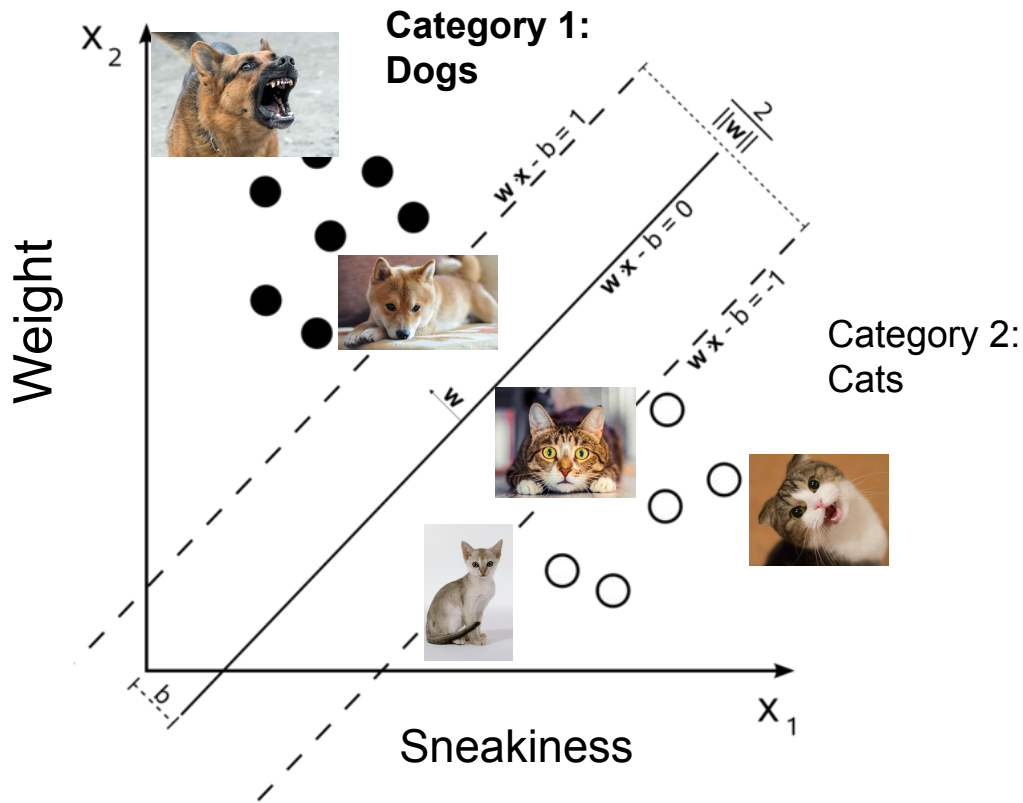 X₂
Category 1:
Dogs
w·x - b = 1
2
||w||
w·x - b = 0
w·x - b = -1
Weight
Category 2:
Cats
w
b
X₁
Sneakiness